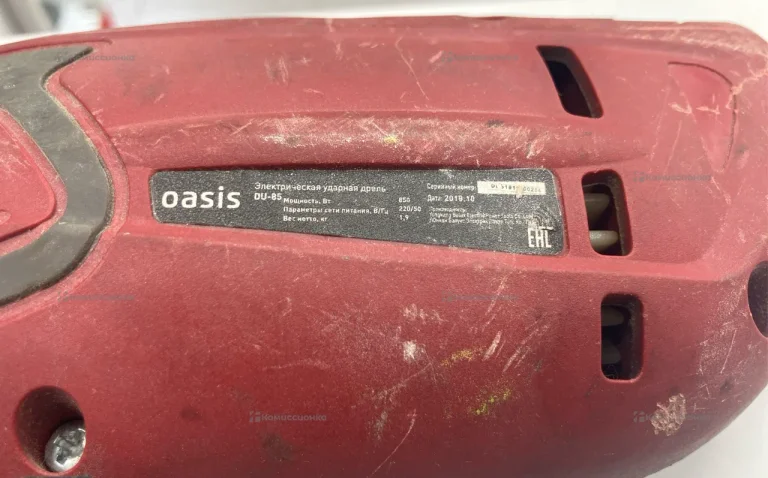 oasis
Электрическая ударная дрель
DU-85
Мощность, Вт 850
Параметры сети питания, В/Гц 220/50
Вес нетто, кг 1,9
Серийный номер:
Дата: 2019.10
EAC
Комиссионка